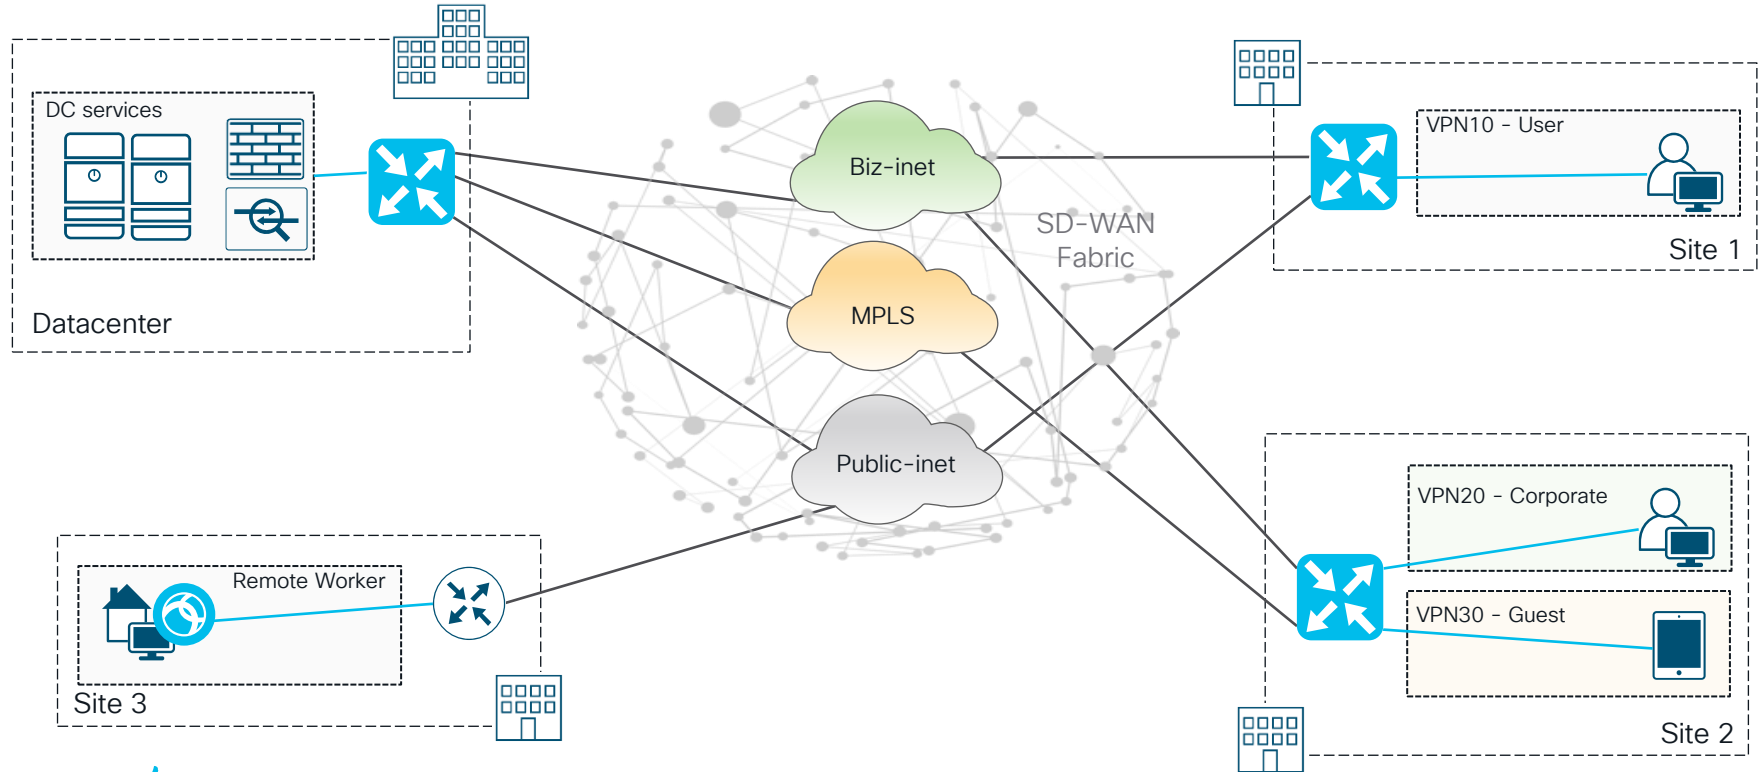 DC services
Datacenter
Biz-inet
MPLS
Public-inet
SD-WAN
Fabric
VPN10 - User
Site 1
VPN20 - Corporate
VPN30 - Guest
Site 2
Remote Worker
Site 3